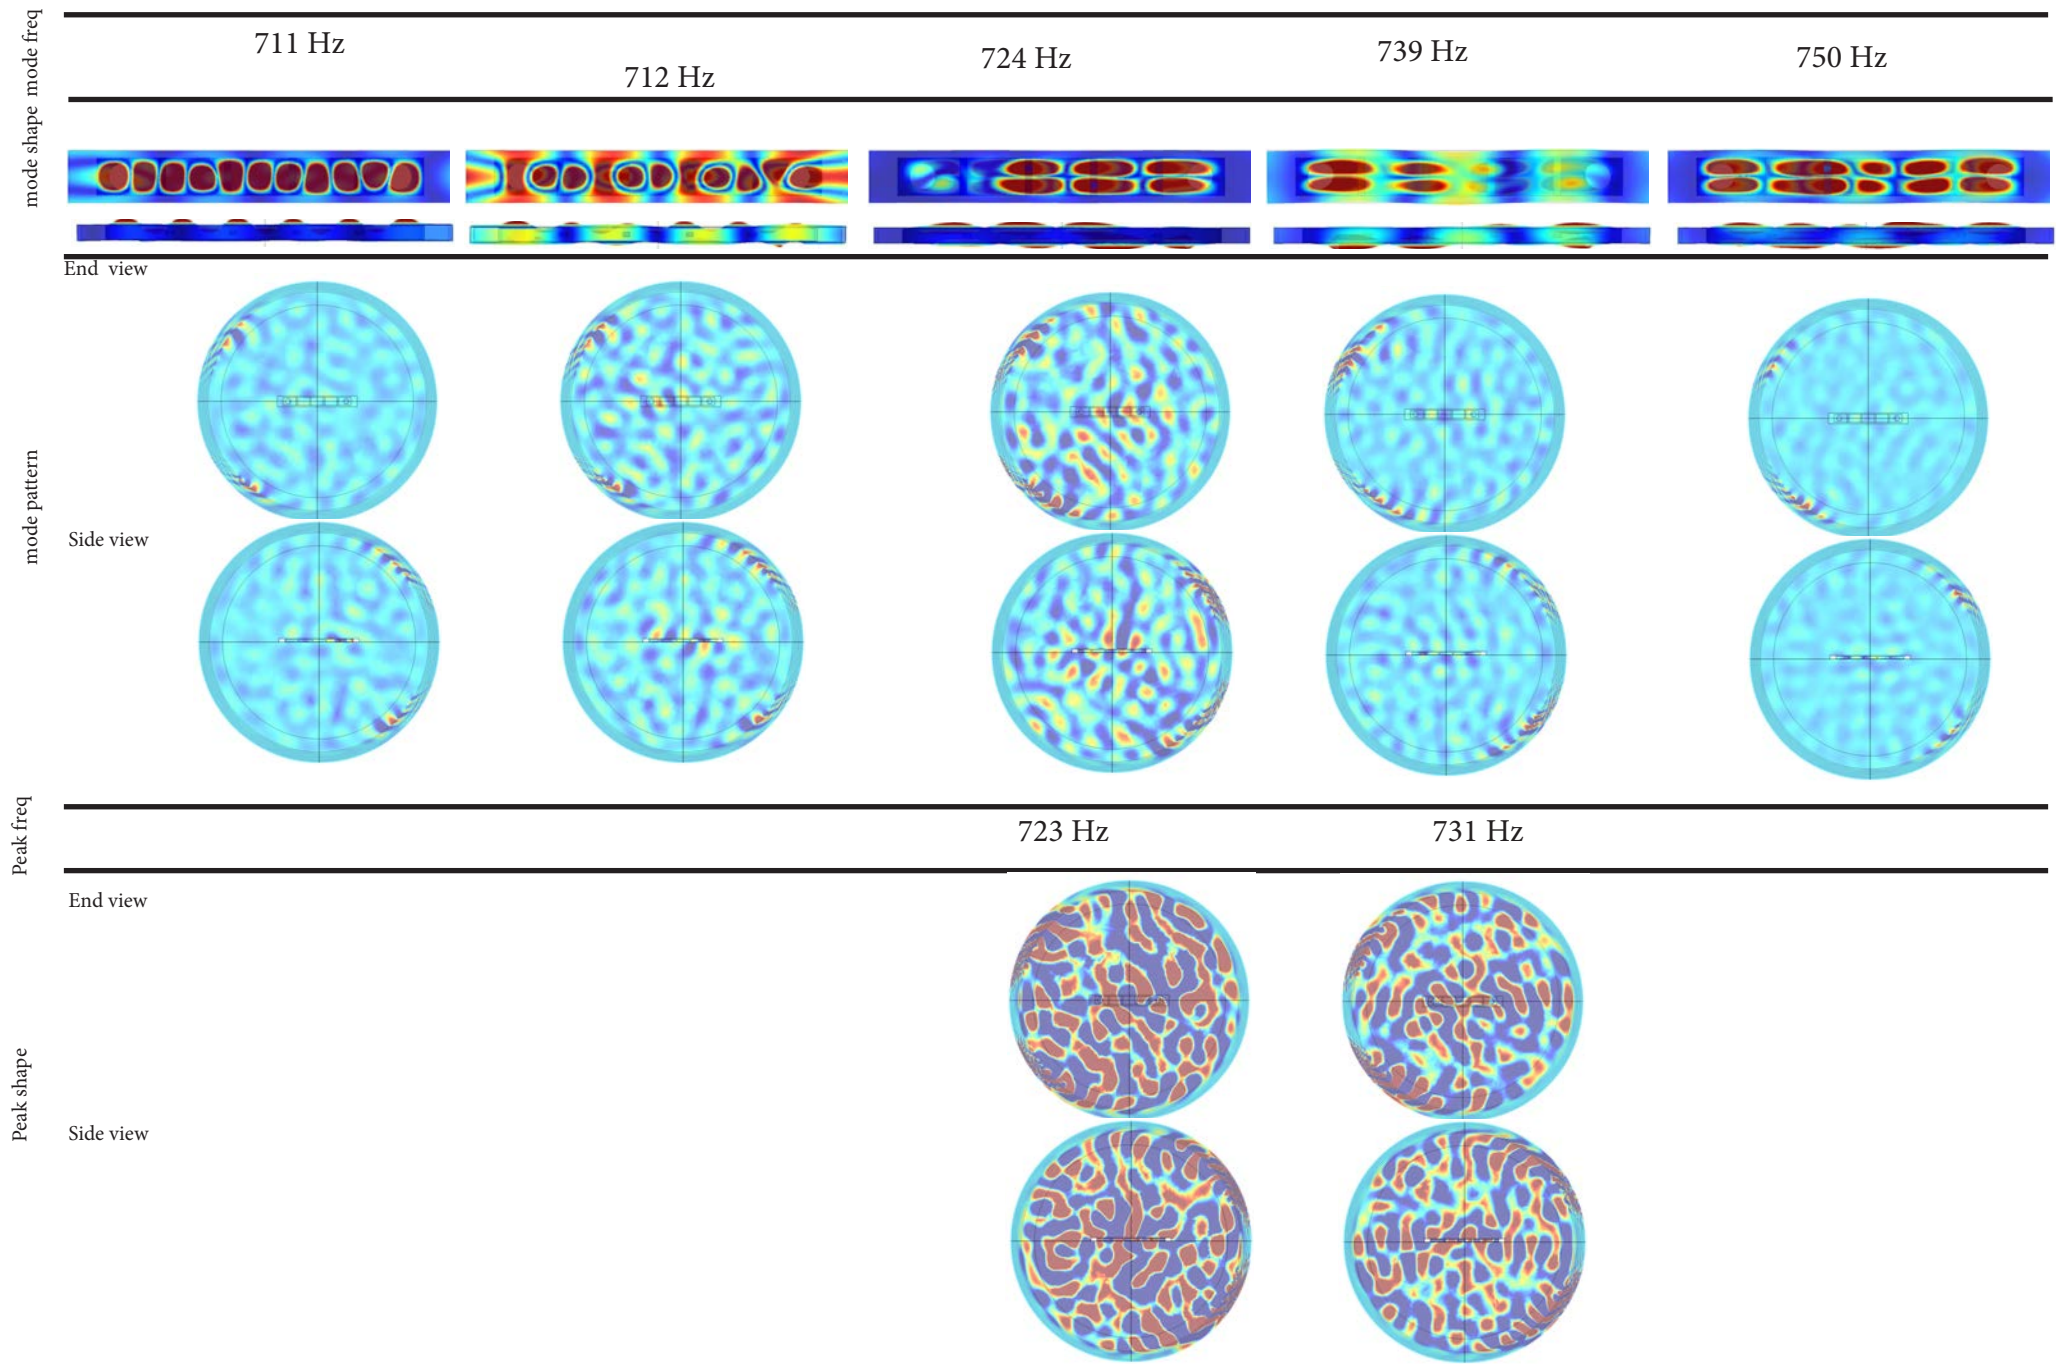 mode freq
711 Hz
712 Hz
724 Hz
739 Hz
750 Hz
mode shape
mode pattern
End view
Side view
Peak freq
723 Hz
731 Hz
Peak shape
End view
Side view